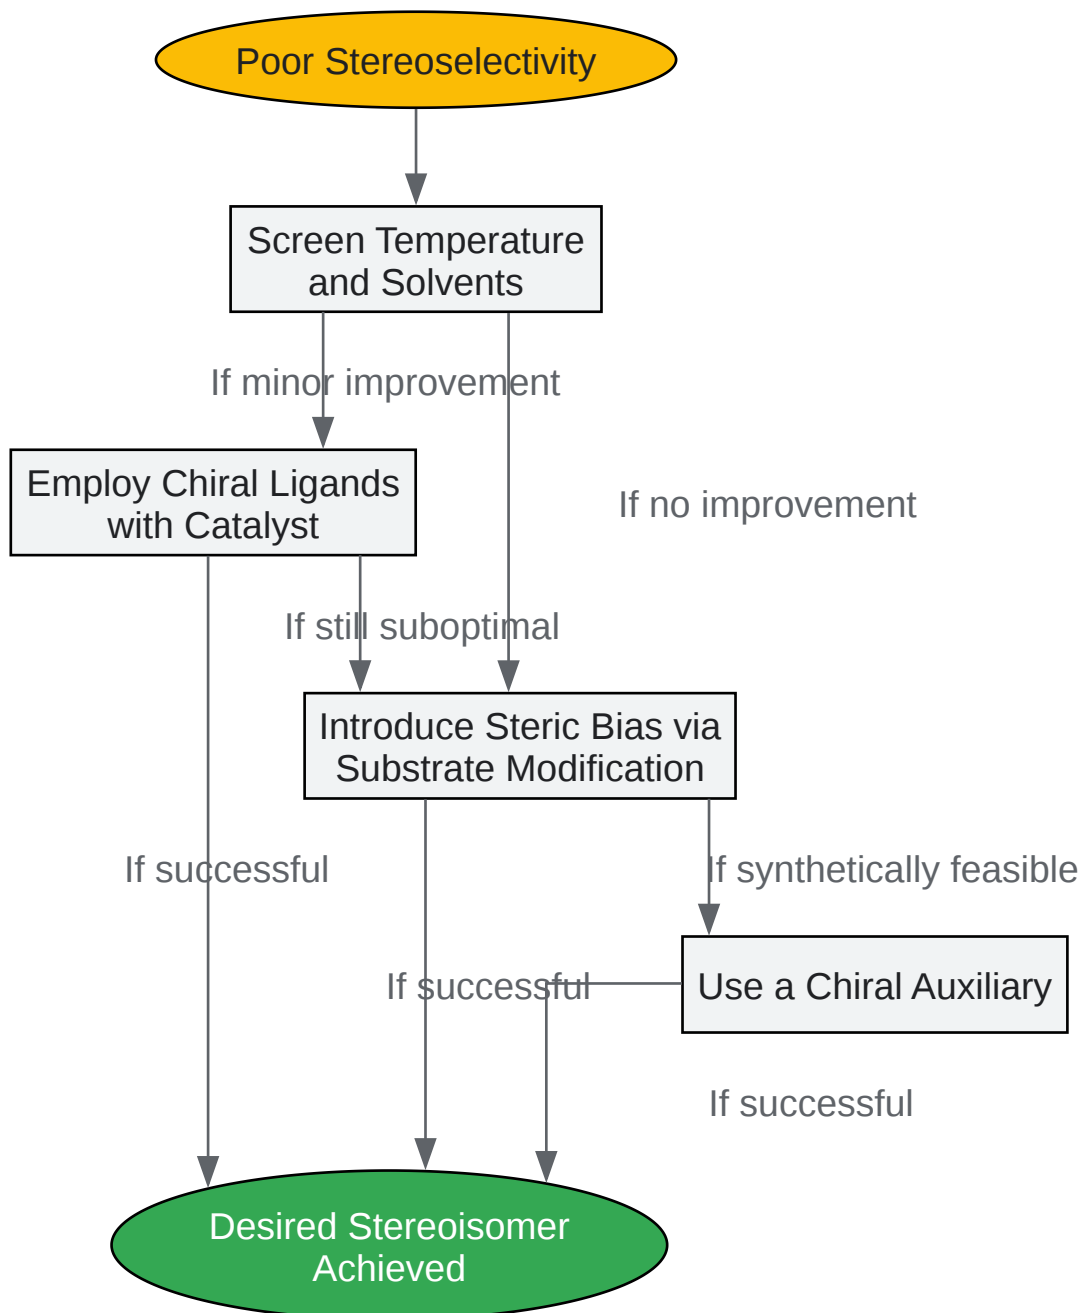 Poor Stereoselectivity
Screen Temperature
and Solvents
If minor improvement
Employ Chiral Ligands
with Catalyst
If no improvement
If still suboptimal
Introduce Steric Bias via
Substrate Modification
If successful
If synthetically feasible
If successful
Use a Chiral Auxiliary
If successful
Desired Stereoisomer
Achieved